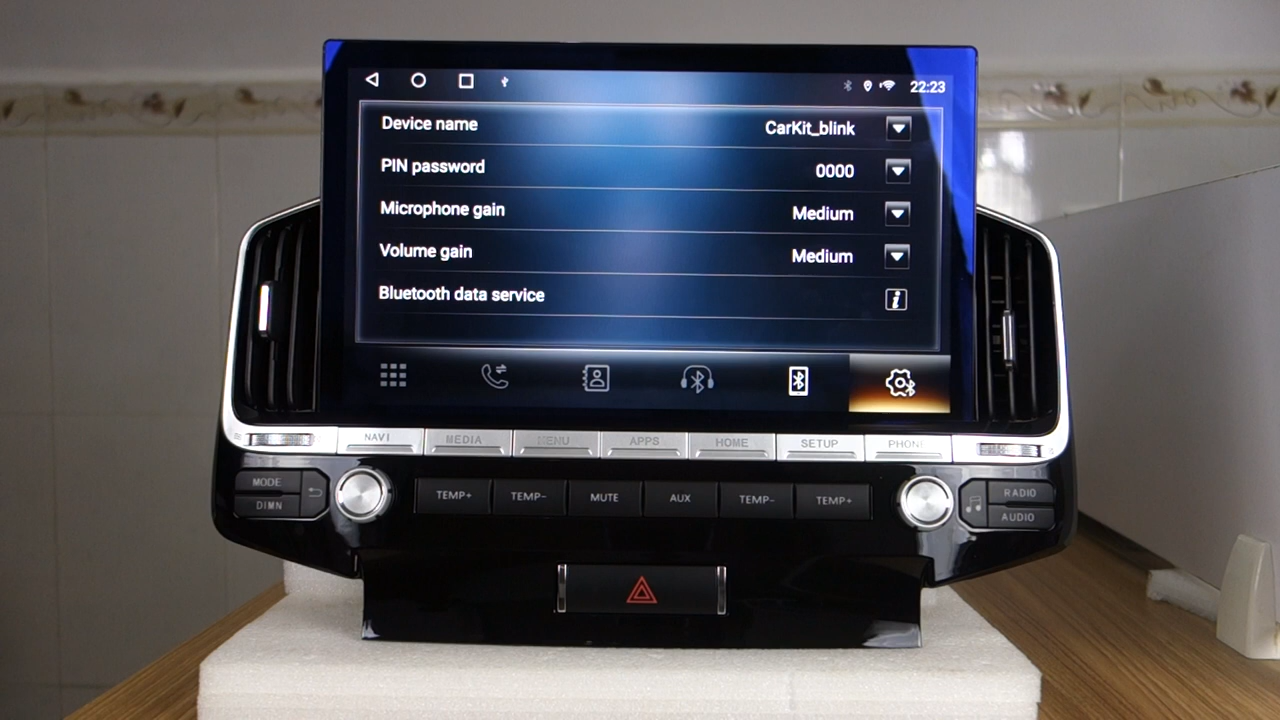 22:23
Device name CarKit_blink
PIN password 0000
Microphone gain Medium
Volume gain Medium
Bluetooth data service
NAVI MEDIA MENU APPS HOME SETUP PHONE
MODE
DIMN
TEMP+ TEMP- MUTE AUX TEMP- TEMP+
RADIO
AUDIO